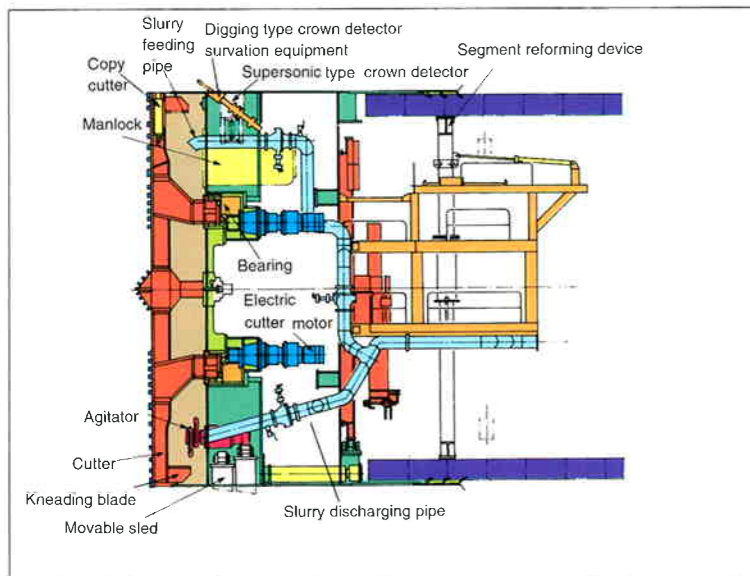 Slurry
feeding
pipe
Digging type crown detector
survation equipment
Supersonic type crown detector
Segment reforming device
Copy
cutter
Manlock
Bearing
Electric
cutter motor
Agitator
Cutter
Kneading blade
Movable sled
Slurry discharging pipe